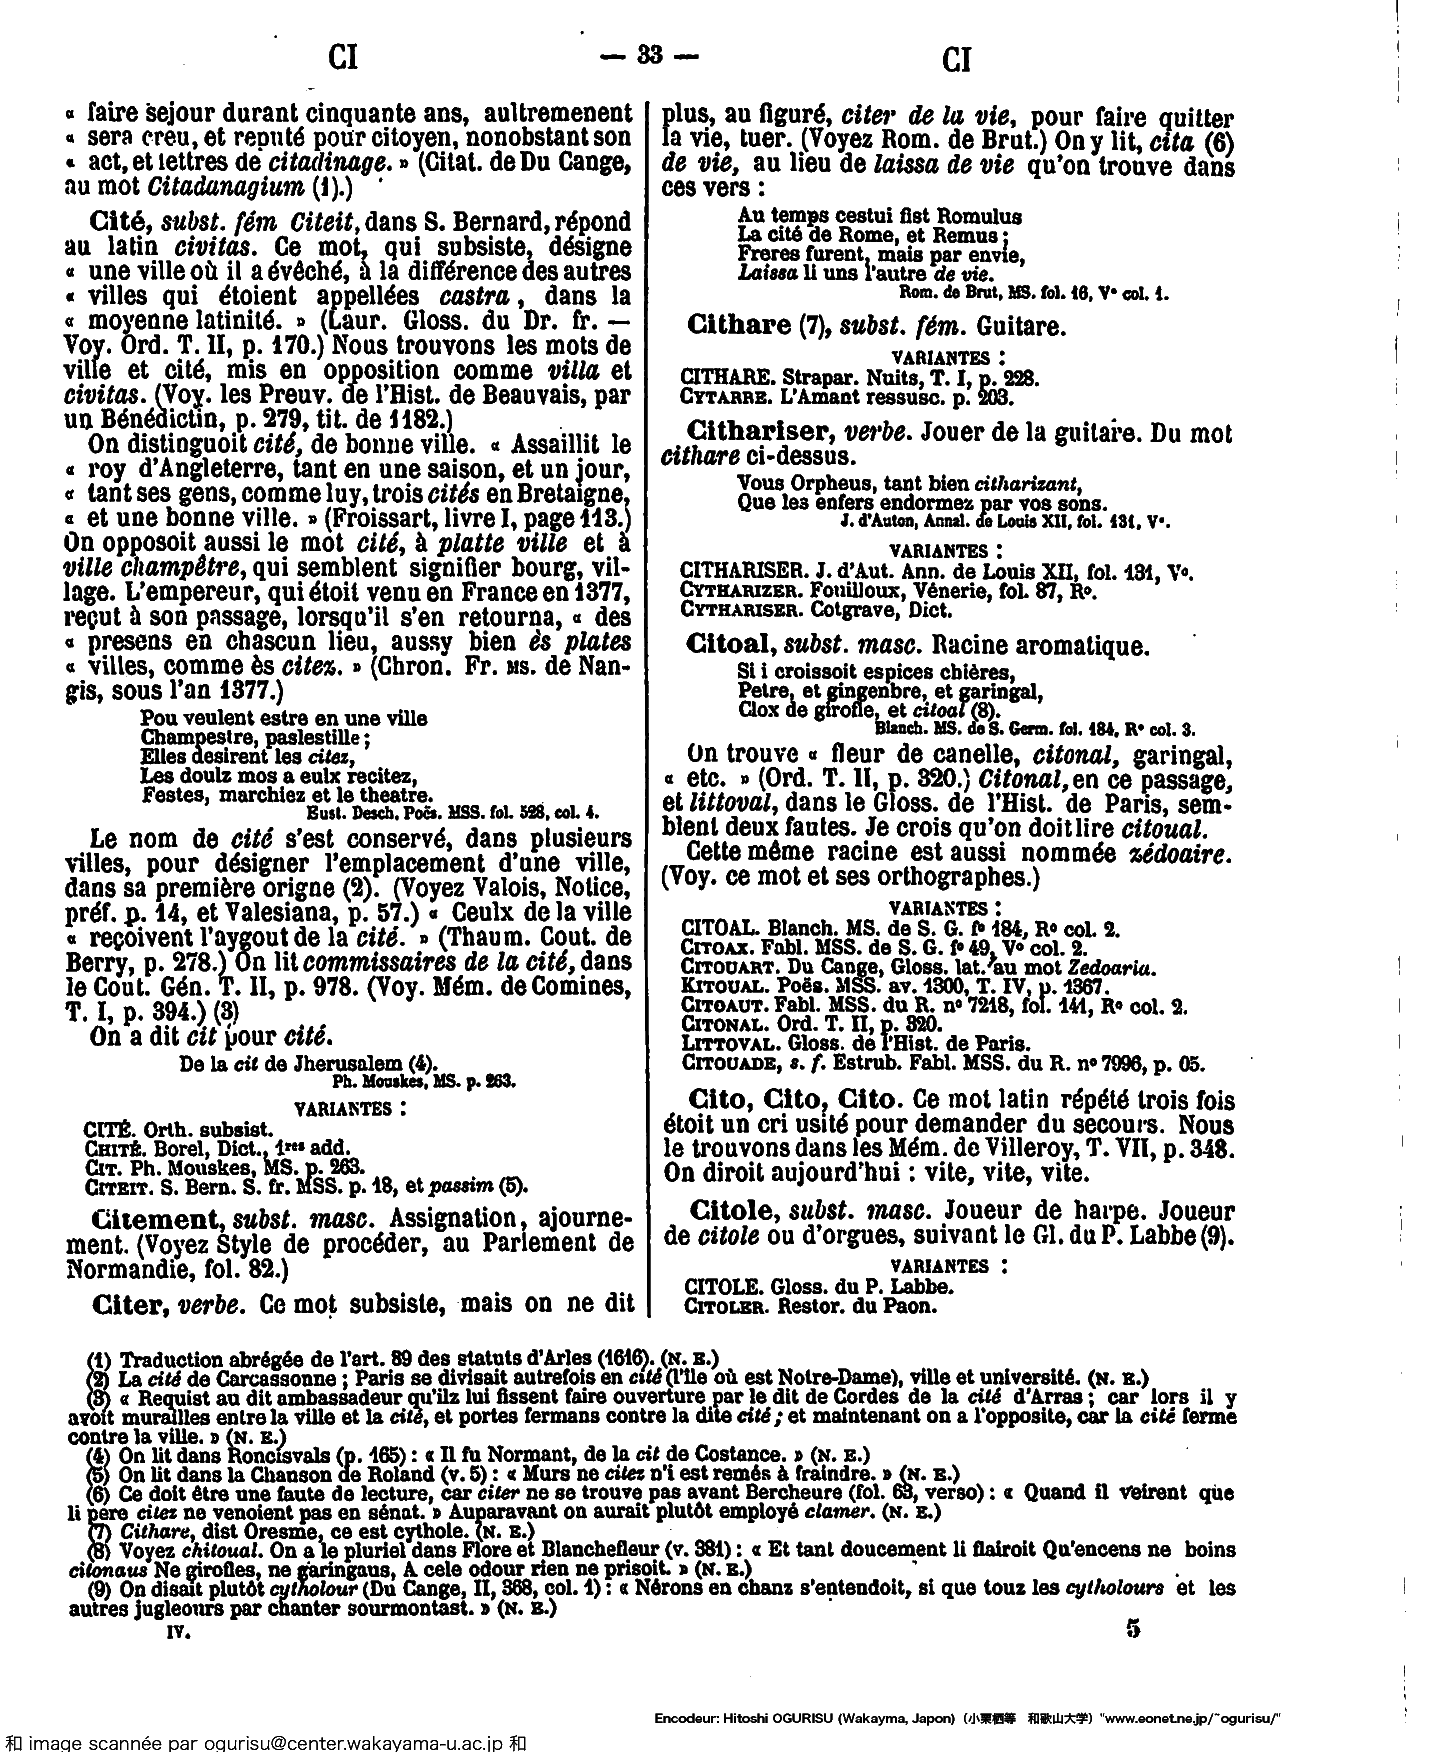 CI — 33 — CI
« faire sejour durant cinquante ans, aultremenent
« sera creu, et reputé pour citoyen, nonobstant son
« act, et lettres de citadinage. » (Citat. de Du Cange,
au mot Citadanagium (1).)
Cité, subst. fém Citeit, dans S. Bernard, répond
au latin civitas. Ce mot, qui subsiste, désigne
« une ville où il a évêché, à la différence des autres
« villes qui étoient appellées castra, dans la
« moyenne latinité. » (Laur. Gloss. du Dr. fr. —
Voy. Ord. T. II, p. 170.) Nous trouvons les mots de
ville et cité, mis en opposition comme villa et
civitas. (Voy. les Preuv. de l'Hist. de Beauvais, par
un Bénédictin, p. 279, tit. de 1182.)
On distinguoit cité, de bonne ville. « Assaillit le
« roy d'Angleterre, tant en une saison, et un jour,
« tant ses gens, comme luy, trois cités en Bretaigne,
« et une bonne ville. » (Froissart, livre I, page 113.)
On opposoit aussi le mot cité, à platte ville et à
ville champêtre, qui semblent signifier bourg, vil-
lage. L'empereur, qui étoit venu en France en 1377,
reçut à son passage, lorsqu'il s'en retourna, « des
« presens en chascun lieu, aussy bien ès plates
« villes, comme ès citez. » (Chron. Fr. MS. de Nan-
gis, sous l'an 1377.)
Pou veulent estre en une ville
Champestre, paslestille ;
Elles desirent les citez,
Les doulz mos a eulx recitez,
Festes, marchiez et le theatre.
Eust. Desch. Poës. MSS. fol. 528, col. 4.
Le nom de cité s'est conservé, dans plusieurs
villes, pour désigner l'emplacement d'une ville,
dans sa première origne (2). (Voyez Valois, Notice,
préf. p. 14, et Valesiana, p. 57.) « Ceulx de la ville
« reçoivent l'aygout de la cité. » (Thaum. Cout. de
Berry, p. 278.) On lit commissaires de la cité, dans
le Cout. Gén. T. II, p. 978. (Voy. Mém. de Comines,
T. I, p. 394.) (3)
On a dit cit pour cité.
De la cit de Jherusalem (4).
Ph. Mouskes, MS. p. 263.
VARIANTES :
CITÉ. Orth. subsist.
CHITÉ. Borel, Dict., 1res add.
CIT. Ph. Mouskes, MS. p. 263.
CITEIT. S. Bern. S. fr. MSS. p. 18, et passim (5).
Citement, subst. masc. Assignation, ajourne-
ment. (Voyez Style de procéder, au Parlement de
Normandie, fol. 82.)
Citer, verbe. Ce mot subsiste, mais on ne dit
plus, au figuré, citer de la vie, pour faire quitter
la vie, tuer. (Voyez Rom. de Brut.) On y lit, cita (6)
de vie, au lieu de laissa de vie qu'on trouve dans
ces vers :
Au temps cestui fist Romulus
La cité de Rome, et Remus ;
Freres furent, mais par envie,
Laissa li uns l'autre de vie.
Rom. de Brut, MS. fol. 16, V° col. 1.
Cithare (7), subst. fém. Guitare.
VARIANTES :
CITHARE. Strapar. Nuits, T. I, p. 228.
CYTARRE. L'Amant ressusc. p. 203.
Cithariser, verbe. Jouer de la guitare. Du mot
cithare ci-dessus.
Vous Orpheus, tant bien citharizant,
Que les enfers endormez par vos sons.
J. d'Auton, Annal. de Louis XII, fol. 131, V°.
VARIANTES :
CITHARISER. J. d'Aut. Ann. de Louis XII, fol. 131, V°.
CYTHARIZER. Fouilloux, Vénerie, fol. 87, R°.
CYTHARISER. Cotgrave, Dict.
Citoal, subst. masc. Racine aromatique.
Si i croissoit espices chières,
Petre, et gingenbre, et garingal,
Clox de girofle, et citoal (8).
Blanch. MS. de S. Germ. fol. 184, R° col. 3.
On trouve « fleur de canelle, citonal, garingal,
« etc. » (Ord. T. II, p. 320.) Citonal, en ce passage,
et littoval, dans le Gloss. de l'Hist. de Paris, sem-
blent deux fautes. Je crois qu'on doit lire citoual.
Cette même racine est aussi nommée zédoaire.
(Voy. ce mot et ses orthographes.)
VARIANTES :
CITOAL. Blanch. MS. de S. G. f° 184, R° col. 2.
CITOAX. Fabl. MSS. de S. G. f° 49, V° col. 2.
CITOUART. Du Cange, Gloss. lat. au mot Zedoaria.
KITOUAL. Poës. MSS. av. 1300, T. IV, p. 1367.
CITOAUT. Fabl. MSS. du R. n° 7218, fol. 141, R° col. 2.
CITONAL. Ord. T. II, p. 320.
LITTOVAL. Gloss. de l'Hist. de Paris.
CITOUADE, s. f. Estrub. Fabl. MSS. du R. n° 7996, p. 05.
Cito, Cito, Cito. Ce mot latin répété trois fois
étoit un cri usité pour demander du secours. Nous
le trouvons dans les Mém. de Villeroy, T. VII, p. 348.
On diroit aujourd'hui : vite, vite, vite.
Citole, subst. masc. Joueur de harpe. Joueur
de citole ou d'orgues, suivant le Gl. du P. Labbe (9).
VARIANTES :
CITOLE. Gloss. du P. Labbe.
CITOLER. Restor. du Paon.
(1) Traduction abrégée de l'art. 89 des statuts d'Arles (1616). (N. E.)
(2) La cité de Carcassonne ; Paris se divisait autrefois en cité (l'île où est Notre-Dame), ville et université. (N. E.)
(3) « Requist au dit ambassadeur qu'ilz lui fissent faire ouverture par le dit de Cordes de la cité d'Arras ; car lors il y
avoit murailles entre la ville et la cité, et portes fermans contre la dite cité ; et maintenant on a l'opposite, car la cité ferme
contre la ville. » (N. E.)
(4) On lit dans Roncisvals (p. 165) : « Il fu Normant, de la cit de Costance. » (N. E.)
(5) On lit dans la Chanson de Roland (v. 5) : « Murs ne citez n'i est remés à fraindre. » (N. E.)
(6) Ce doit être une faute de lecture, car citer ne se trouve pas avant Bercheure (fol. 63, verso) : « Quand il veirent que
li pere citez ne venoient pas en sénat. » Auparavant on aurait plutôt employé clamer. (N. E.)
(7) Cithare, dist Oresme, ce est cythole. (N. E.)
(8) Voyez chitoual. On a le pluriel dans Flore et Blanchefleur (v. 381) : « Et tant doucement li flairoit Qu'encens ne boins
citonaus Ne girofles, ne garingaus, A cele odour rien ne prisoit. » (N. E.)
(9) On disait plutôt cytholour (Du Cange, II, 368, col. 1) : « Nérons en chanz s'entendoit, si que touz les cytholours et les
autres jugleours par chanter sourmontast. » (N. E.)
IV. 5
Encodeur: Hitoshi OGURISU (Wakayma, Japon) (小栗栖等 和歌山大学) "www.eonet.ne.jp/~ogurisu/"
和 image scannée par ogurisu@center.wakayama-u.ac.jp 和